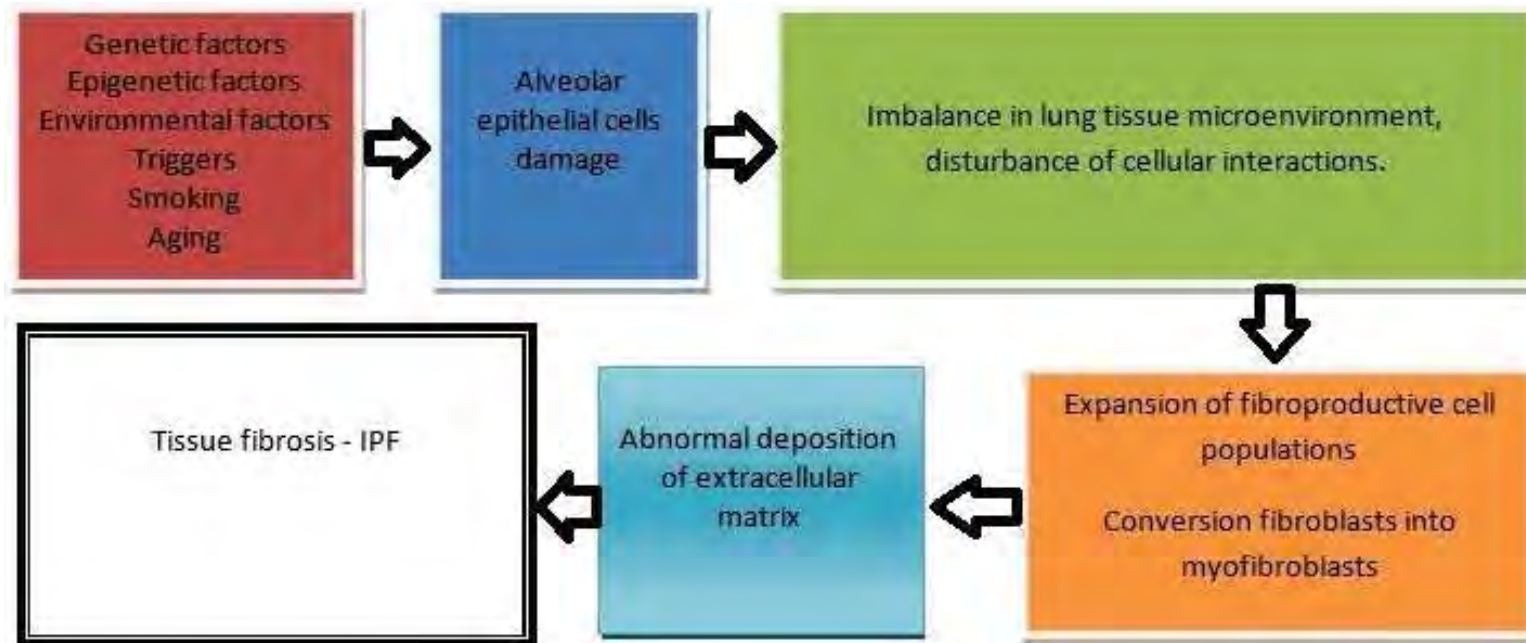 Genetic factors
Epigenetic factors
Environmental factors
Triggers
Smoking
Aging
Alveolar
epithelial cells
damage
Imbalance in lung tissue microenvironment,
disturbance of cellular interactions.
Expansion of fibroproductive cell
populations
Conversion fibroblasts into
myofibroblasts
Abnormal deposition
of extracellular
matrix
Tissue fibrosis - IPF